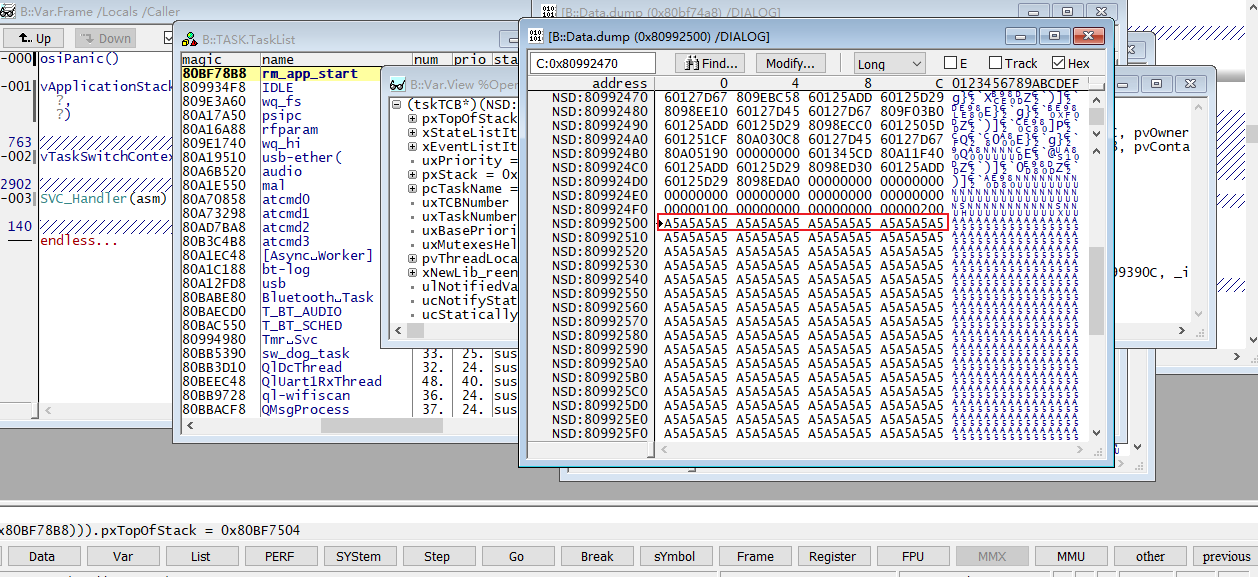 B::Var.Frame /Locals /Caller
[B::Data.dump (0x80bf74a8) /DIALOG]
Up
Down
-000
osiPanic()
-001
vApplicationStack
?,
?)
763
-002
vTaskSwitchContex
2902
-003
SVC_Handler(asm)
140
endless...
B::TASK.TaskList
magic name num prio sta
80BF78B8 rm_app_start
809934F8 IDLE
809E3A60 wq_fs
80A17A50 psipc
80A16A88 rfparam
809E1740 wq_hi
80A19510 usb-ether(
80A6B520 audio
80A1E550 mal
80A70858 atcmd0
80A73298 atcmd1
80AD7BA8 atcmd2
80B3C4B8 atcmd3
80A1EC48 [Async␣Worker]
80A1C188 bt-log
80A12FD8 usb
80BABE80 Bluetooth␣Task
80BAECD0 T_BT_AUDIO
80BAC550 T_BT_SCHED
80994980 Tmr␣Svc
80BB5390 sw_dog_task 33. 25. sus
80BB3D10 QlDcThread 32. 24. sus
80BEEC48 QlUart1RxThread 48. 40. sus
80BB9728 ql-wifiscan 36. 24. sus
80BBACF8 QMsgProcess 37. 24. sus
B::Var.View %Open
(tskTCB*)(NSD:
pxTopOfStack
xStateListIt
xEventListIt
uxPriority =
pxStack = 0x
pcTaskName =
uxTCBNumber
uxTaskNumber
uxBasePriori
uxMutexesHel
pvThreadLoca
xNewLib_reen
ulNotifiedVa
ucNotifyStat
ucStatically
[B::Data.dump (0x80992500) /DIALOG]
C:0x80992470
Find...
Modify...
Long
E
Track
Hex
address 0 4 8 C 0123456789ABCDEF
NSD:80992470 60127D67 809EBC58 60125ADD 60125D29
NSD:80992480 8098EE10 60127D45 60127D67 809F03B0
NSD:80992490 60125ADD 60125D29 8098ECC0 6012505D
NSD:809924A0 601251CF 80A030C8 60127D45 60127D67
NSD:809924B0 80A05190 00000000 601345CD 80A11F40
NSD:809924C0 60125ADD 60125D29 8098ED30 60125ADD
NSD:809924D0 60125D29 8098EDA0 00000000 00000000
NSD:809924E0 00000000 00000000 00000000 00000000
NSD:809924F0 00000100 00000000 00000000 00000200
NSD:80992500 A5A5A5A5 A5A5A5A5 A5A5A5A5 A5A5A5A5
NSD:80992510 A5A5A5A5 A5A5A5A5 A5A5A5A5 A5A5A5A5
NSD:80992520 A5A5A5A5 A5A5A5A5 A5A5A5A5 A5A5A5A5
NSD:80992530 A5A5A5A5 A5A5A5A5 A5A5A5A5 A5A5A5A5
NSD:80992540 A5A5A5A5 A5A5A5A5 A5A5A5A5 A5A5A5A5
NSD:80992550 A5A5A5A5 A5A5A5A5 A5A5A5A5 A5A5A5A5
NSD:80992560 A5A5A5A5 A5A5A5A5 A5A5A5A5 A5A5A5A5
NSD:80992570 A5A5A5A5 A5A5A5A5 A5A5A5A5 A5A5A5A5
NSD:80992580 A5A5A5A5 A5A5A5A5 A5A5A5A5 A5A5A5A5
NSD:80992590 A5A5A5A5 A5A5A5A5 A5A5A5A5 A5A5A5A5
NSD:809925A0 A5A5A5A5 A5A5A5A5 A5A5A5A5 A5A5A5A5
NSD:809925B0 A5A5A5A5 A5A5A5A5 A5A5A5A5 A5A5A5A5
NSD:809925C0 A5A5A5A5 A5A5A5A5 A5A5A5A5 A5A5A5A5
NSD:809925D0 A5A5A5A5 A5A5A5A5 A5A5A5A5 A5A5A5A5
NSD:809925E0 A5A5A5A5 A5A5A5A5 A5A5A5A5 A5A5A5A5
NSD:809925F0 A5A5A5A5 A5A5A5A5 A5A5A5A5 A5A5A5A5
, pvOwner
, pvConta
99390C, _i
x80BF78B8))).pxTopOfStack = 0x80BF7504
Data
Var
List
PERF
SYStem
Step
Go
Break
sYmbol
Frame
Register
FPU
MMX
MMU
other
previous